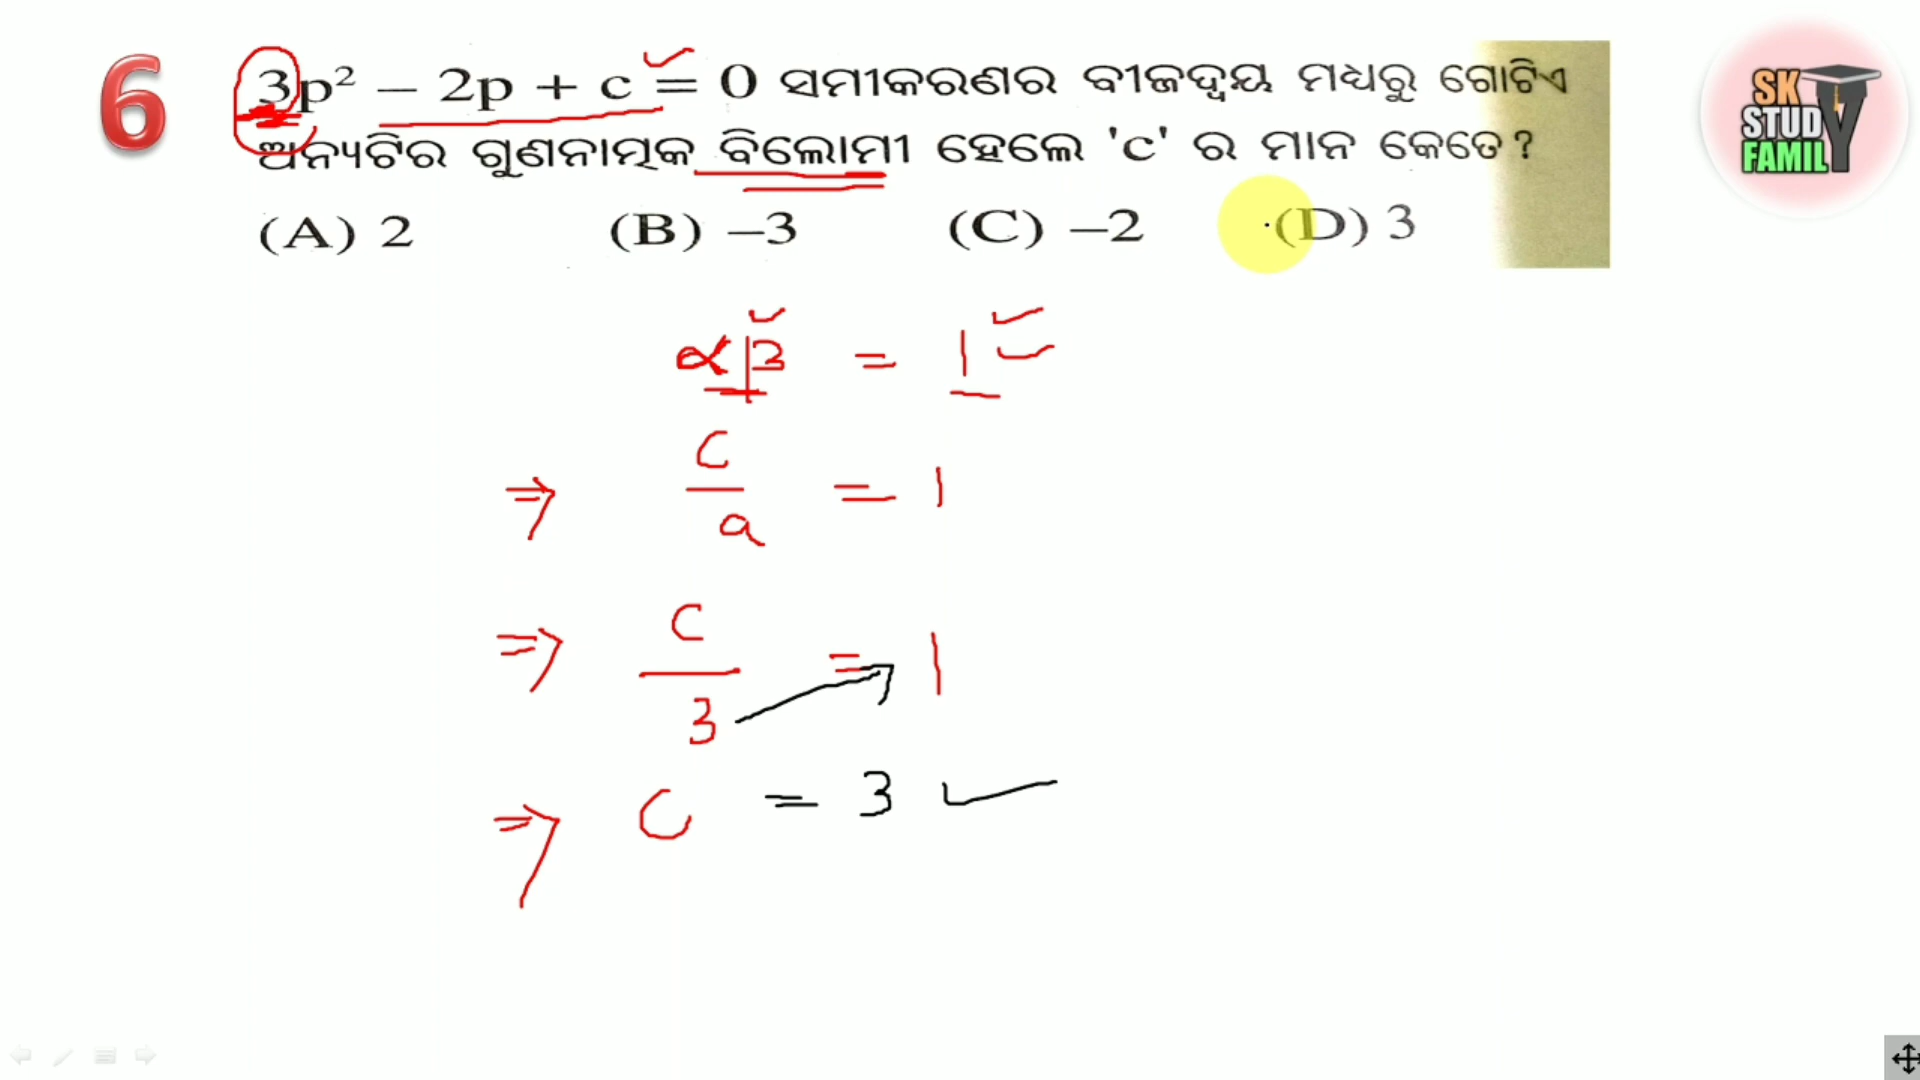 6
3p² − 2p + c = 0 ସମୀକରଣର ବୀଜଦ୍ୱୟ ମଧ୍ୟରୁ ଗୋଟିଏ
ଅନ୍ୟଟିର ଗୁଣନାତ୍ମକ ବିଲୋମୀ ହେଲେ 'c' ର ମାନ କେତେ?
(A) 2 (B) −3 (C) −2 (D) 3
SK
STUDY
FAMILY
= 1
⇒ c/a = 1
⇒ c/3 = 1
⇒ c = 3